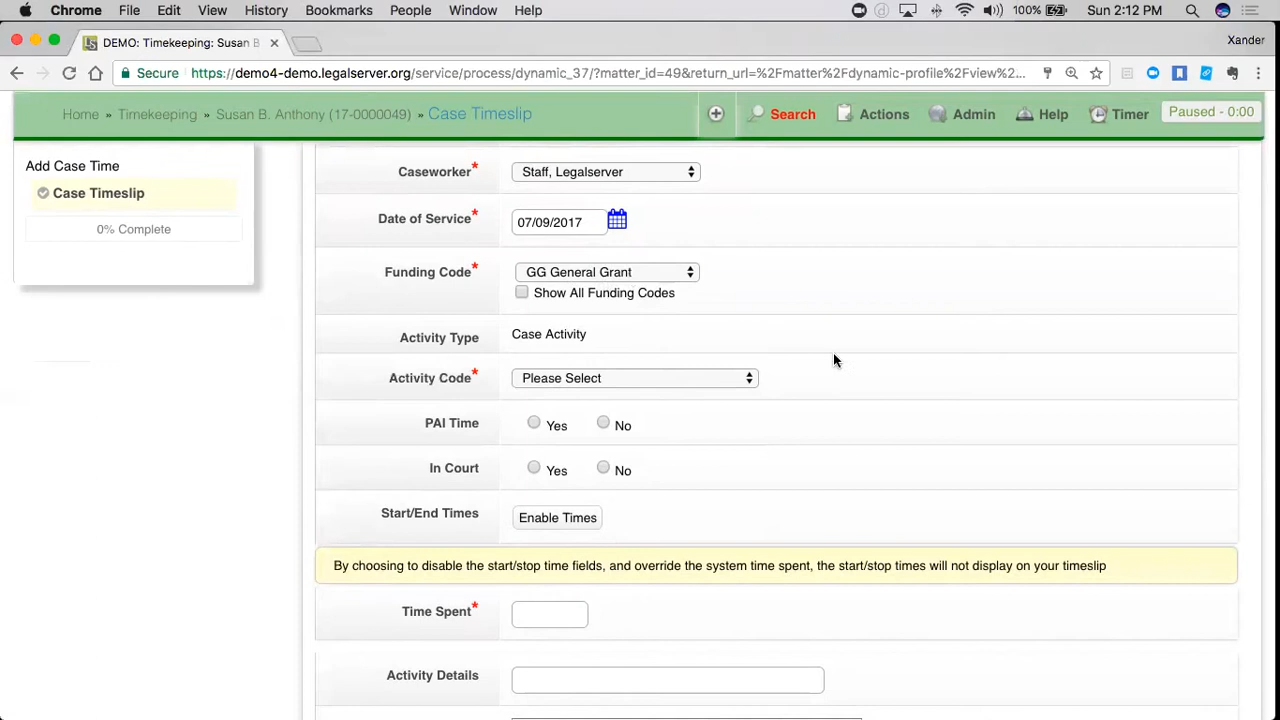 Chrome File Edit View History Bookmarks People Window Help 100% Sun 2:12 PM
DEMO: Timekeeping: Susan B Xander
Secure https://demo4-demo.legalserver.org/service/process/dynamic_37/?matter_id=49&return_url=%2Fmatter%2Fdynamic-profile%2Fview...
Home » Timekeeping » Susan B. Anthony (17-0000049) » Case Timeslip Search Actions Admin Help Timer Paused - 0:00
Add Case Time
Case Timeslip
0% Complete
Caseworker* Staff, Legalserver
Date of Service* 07/09/2017
Funding Code* GG General Grant
Show All Funding Codes
Activity Type Case Activity
Activity Code* Please Select
PAI Time Yes No
In Court Yes No
Start/End Times Enable Times
By choosing to disable the start/stop time fields, and override the system time spent, the start/stop times will not display on your timeslip
Time Spent*
Activity Details